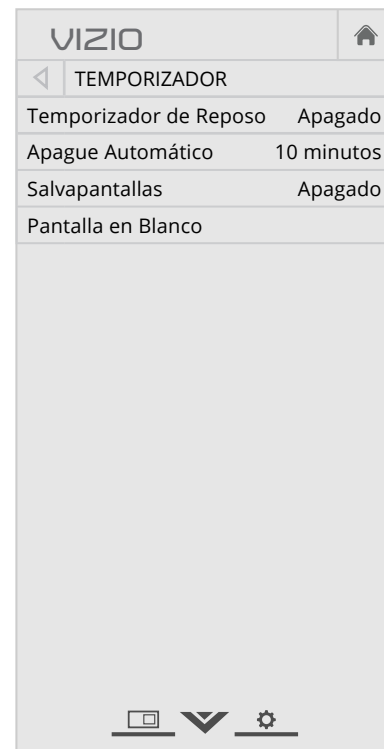 VIZIO
TEMPORIZADOR
Temporizador de Reposo Apagado
Apague Automático 10 minutos
Salvapantallas Apagado
Pantalla en Blanco